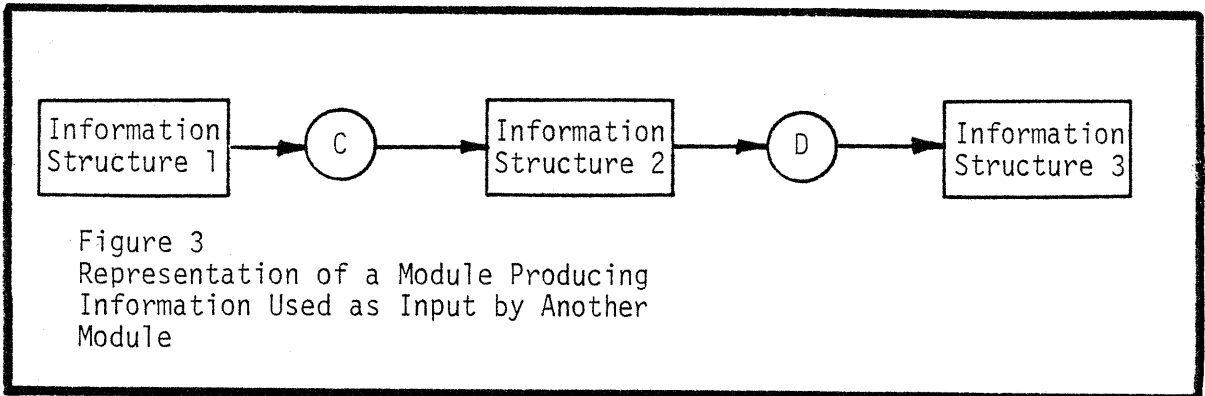 Information
Structure 1
C
Information
Structure 2
D
Information
Structure 3
Figure 3
Representation of a Module Producing
Information Used as Input by Another
Module